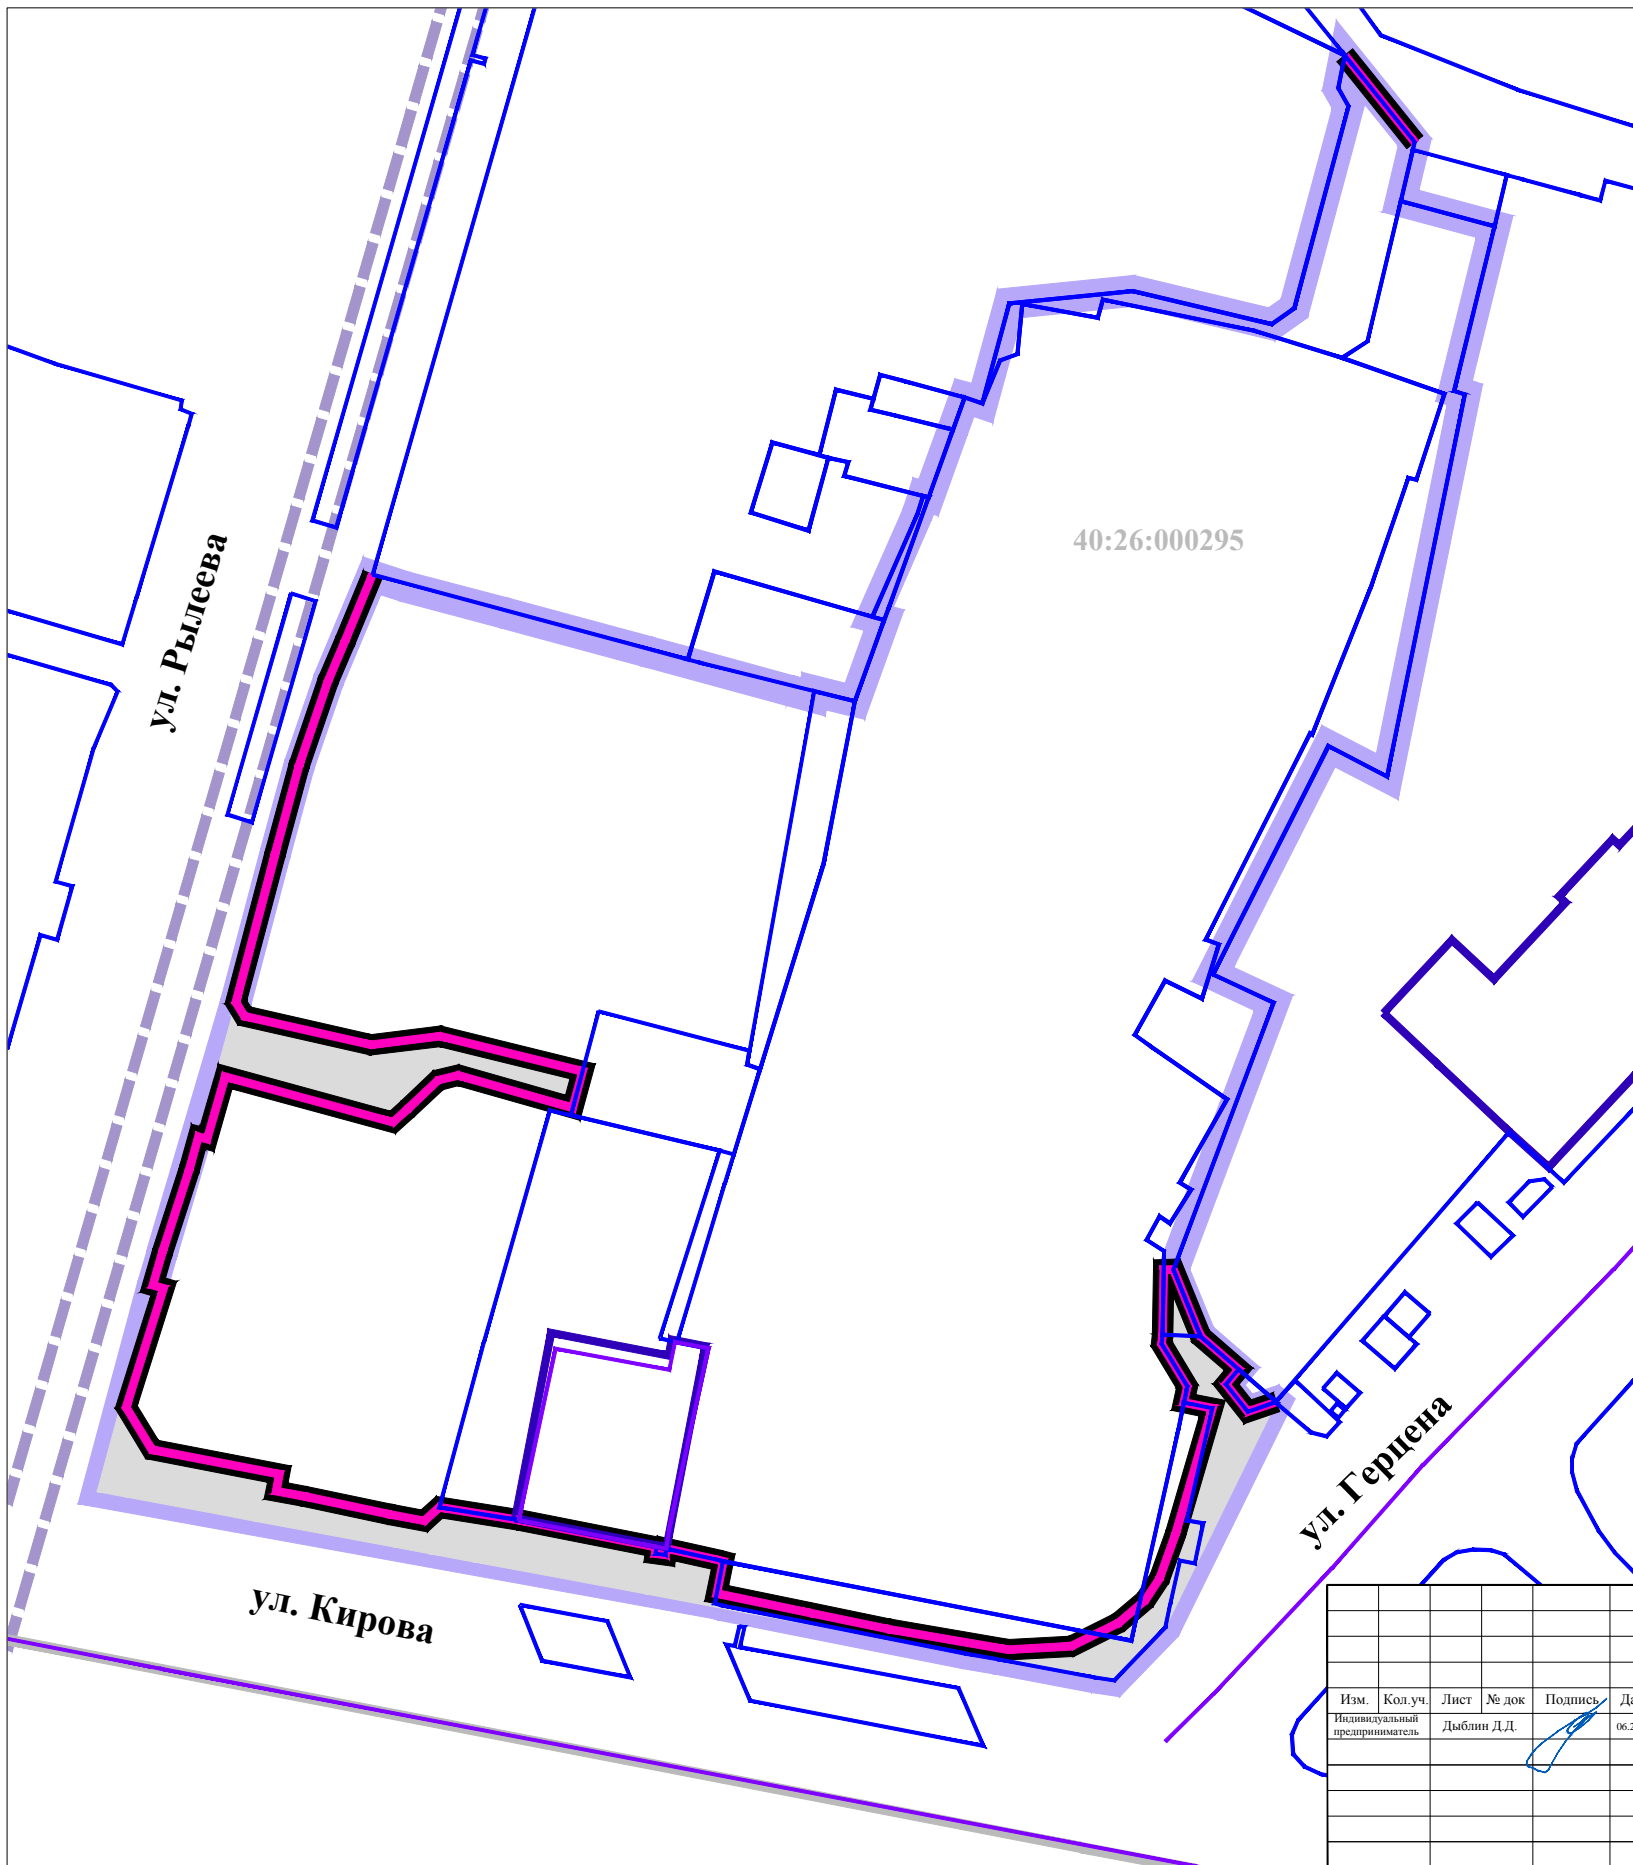 40:26:000295
ул. Рылеева
ул. Герцена
ул. Кирова
Изм. Кол.уч. Лист № док Подпись
Индивидуальный
предприниматель
Дыблин Д.Д.